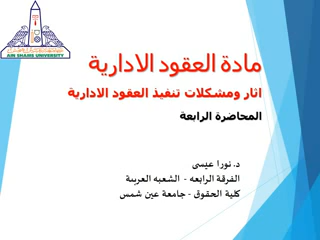 AIN SHAMS UNIVERSITY
مادة العقود الادارية
اثار ومشكلات تنفيذ العقود الادارية
المحاضرة الرابعة
د. نورا عيسى
الفرقة الرابعه - الشعبه العربية
كلية الحقوق - جامعة عين شمس